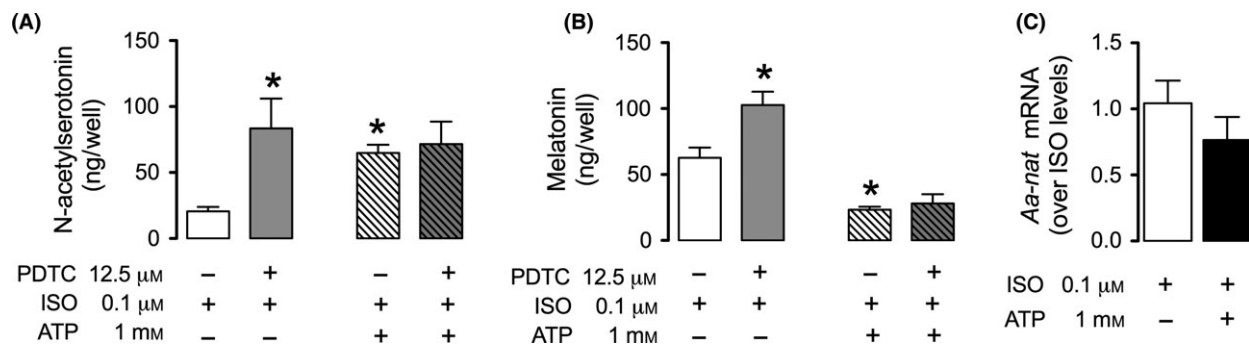 (A)
N-acetylserotonin
(ng/well)
150
100
50
0
*
*
PDTC 12.5 µM – + – +
ISO 0.1 µM + + + +
ATP 1 mM – – + +
(B)
Melatonin
(ng/well)
150
100
50
0
*
*
PDTC 12.5 µM – + – +
ISO 0.1 µM + + + +
ATP 1 mM – – + +
(C)
Aa-nat mRNA
(over ISO levels)
1.5
1.0
0.5
0.0
ISO 0.1 µM + +
ATP 1 mM – +